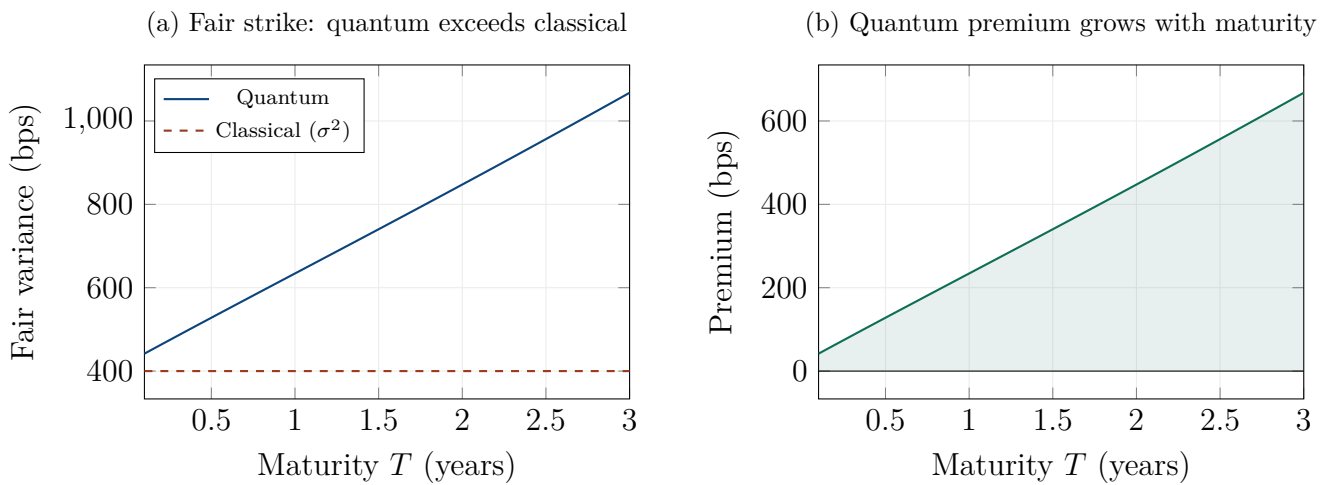 (a) Fair strike: quantum exceeds classical
Fair variance (bps)
1,000
800
600
400
Quantum
Classical (σ²)
0.5 1 1.5 2 2.5 3
Maturity T (years)
(b) Quantum premium grows with maturity
Premium (bps)
600
400
200
0
0.5 1 1.5 2 2.5 3
Maturity T (years)